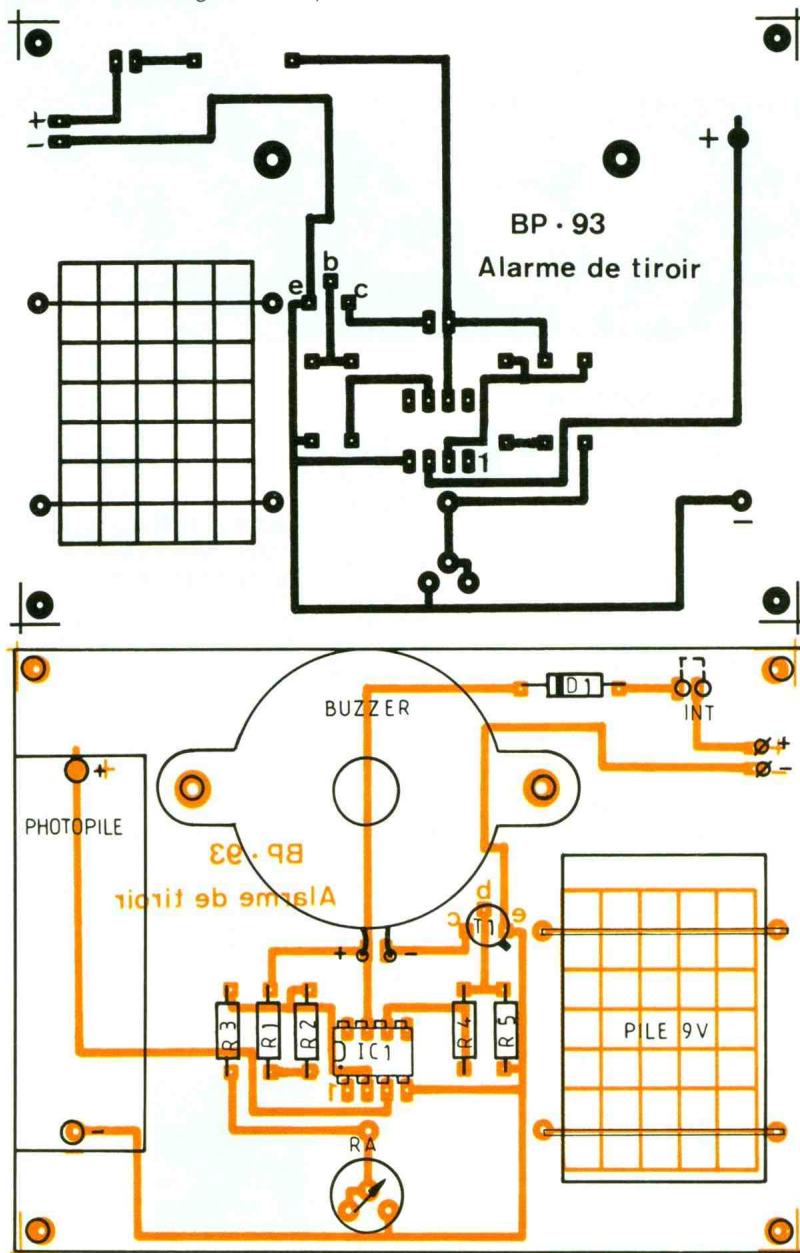 +
−
+
BP · 93
Alarme de tiroir
b
e
c
1
−
BUZZER
D1
INT
+
−
+
PHOTOPILE
BP · 93
Alarme de tiroir
b
c
e
T1
+
-
R3
R1
R2
IC1
R4
R5
PILE 9V
1
-
RA